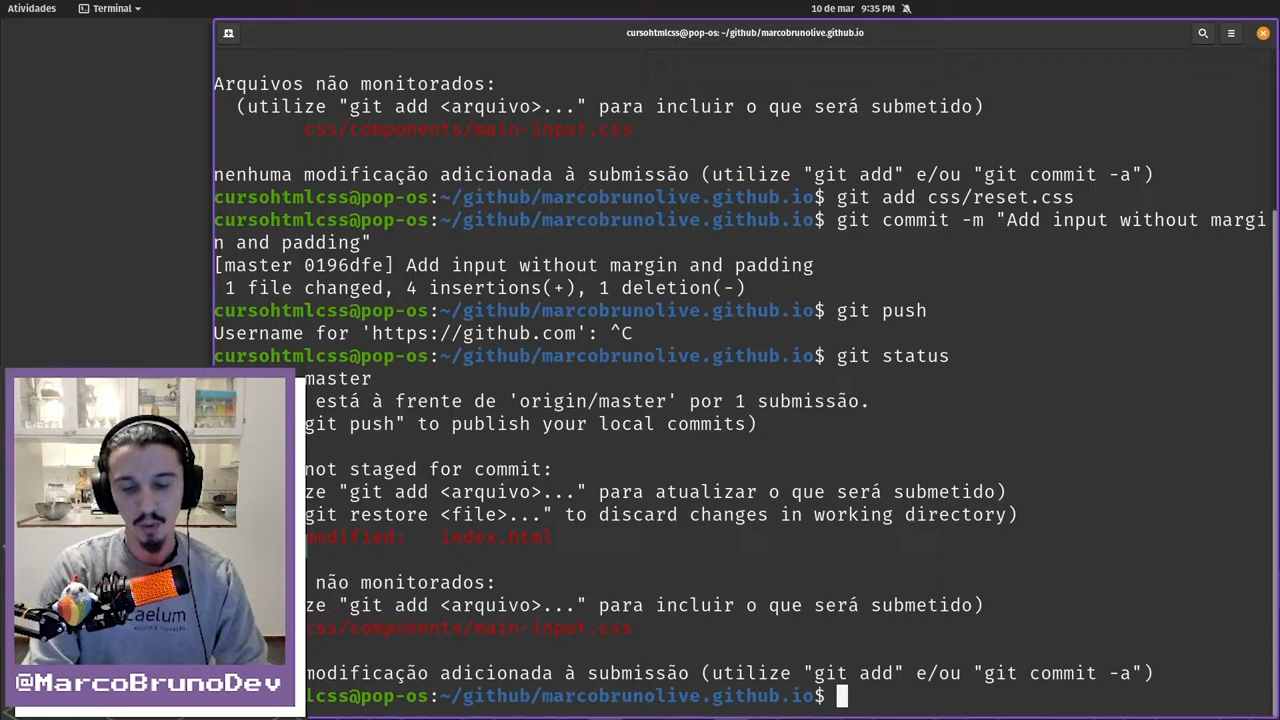 Atividades
Terminal
10 de mar 9:35 PM
cursohtmlcss@pop-os: ~/github/marcobrunolive.github.io
Arquivos não monitorados:
(utilize "git add <arquivo>..." para incluir o que será submetido)
css/components/main-input.css
nenhuma modificação adicionada à submissão (utilize "git add" e/ou "git commit -a")
cursohtmlcss@pop-os:~/github/marcobrunolive.github.io$ git add css/reset.css
cursohtmlcss@pop-os:~/github/marcobrunolive.github.io$ git commit -m "Add input without margi
n and padding"
[master 0196dfe] Add input without margin and padding
1 file changed, 4 insertions(+), 1 deletion(-)
cursohtmlcss@pop-os:~/github/marcobrunolive.github.io$ git push
Username for 'https://github.com': ^C
cursohtmlcss@pop-os:~/github/marcobrunolive.github.io$ git status
master
está à frente de 'origin/master' por 1 submissão.
git push" to publish your local commits)
not staged for commit:
ze "git add <arquivo>..." para atualizar o que será submetido)
git restore <file>..." to discard changes in working directory)
modified: index.html
não monitorados:
ze "git add <arquivo>..." para incluir o que será submetido)
css/components/main-input.css
modificação adicionada à submissão (utilize "git add" e/ou "git commit -a")
lcss@pop-os:~/github/marcobrunolive.github.io$
caelum
@MarcoBrunoDev